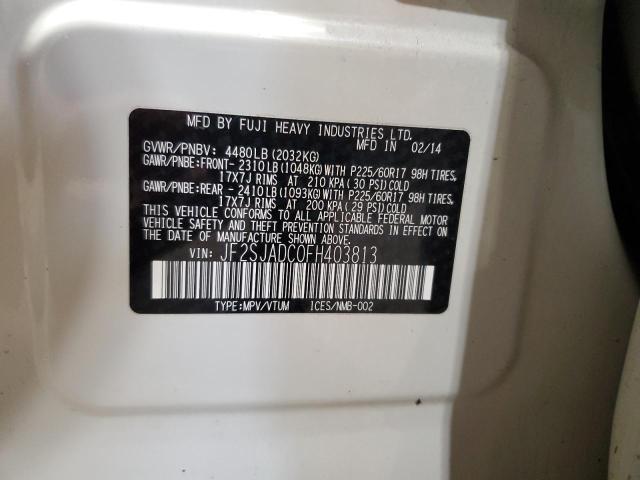 MFD BY FUJI HEAVY INDUSTRIES LTD.
MFD IN 02/14
GVWR/PNBV: 4480LB(2032KG)
GAWR/PNBE:FRONT-2310LB(1048KG)WITH P225/60R17 98H TIRES,
17X7J RIMS AT 210 KPA(30 PSI)COLD
GAWR/PNBE:REAR -2410LB(1093KG)WITH P225/60R17 98H TIRES,
17X7J RIMS AT 200 KPA(29 PSI)COLD
THIS VEHICLE CONFORMS TO ALL APPLICABLE FEDERAL MOTOR
VEHICLE SAFETY AND THEFT PREVENTION STANDARDS IN EFFECT
ON THE DATE OF MANUFACTURE SHOWN ABOVE.
VIN: JF2SJADC0FH403813
TYPE:MPV/VTUM ICES/NMB-002